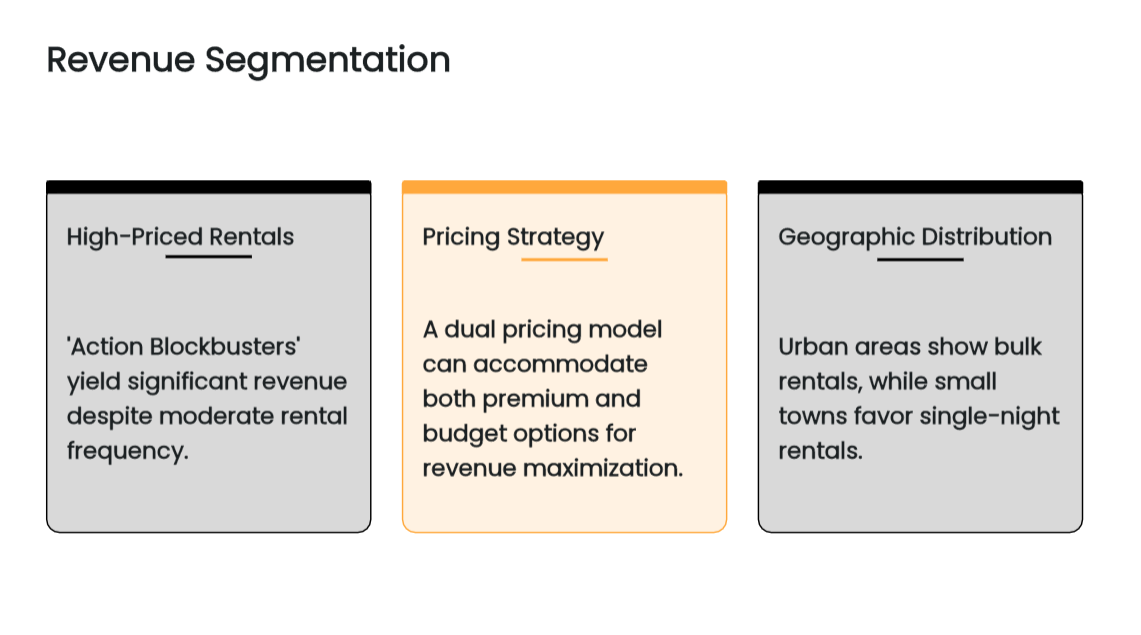 Revenue Segmentation
High-Priced Rentals
'Action Blockbusters'
yield significant revenue
despite moderate rental
frequency.
Pricing Strategy
A dual pricing model
can accommodate
both premium and
budget options for
revenue maximization.
Geographic Distribution
Urban areas show bulk
rentals, while small
towns favor single-night
rentals.